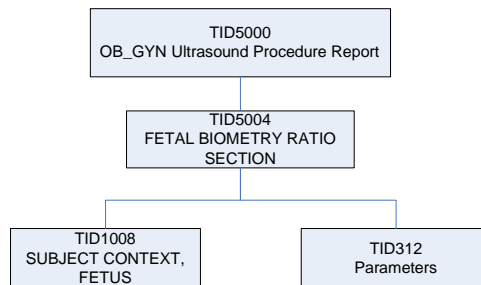 TID5000
OB_GYN Ultrasound Procedure Report
TID5004
FETAL BIOMETRY RATIO
SECTION
TID1008
SUBJECT CONTEXT,
FETUS
TID312
Parameters